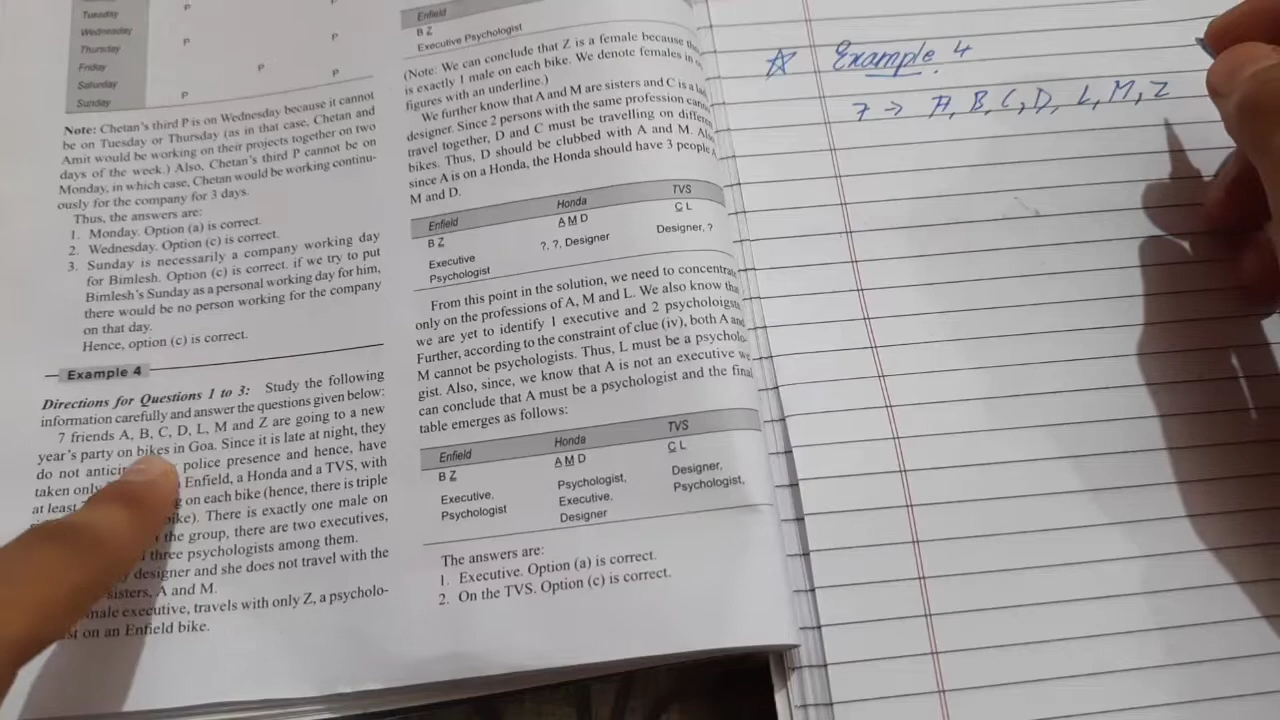 Tuesday P
Wednesday P
Thursday P
Friday P
Saturday P
Sunday P
Note: Chetan's third P is on Wednesday because it cannot
be on Tuesday or Thursday (as in that case, Chetan and
Amit would be working on their projects together on two
days of the week.) Also, Chetan's third P cannot be on
Monday, in which case, Chetan would be working continu-
ously for the company for 3 days.
Thus, the answers are:
1. Monday. Option (a) is correct.
2. Wednesday. Option (c) is correct.
3. Sunday is necessarily a company working day
for Bimlesh. Option (c) is correct. if we try to put
Bimlesh's Sunday as a personal working day for him,
there would be no person working for the company
on that day.
Hence, option (c) is correct.
Example 4
Directions for Questions 1 to 3: Study the following
information carefully and answer the questions given below:
7 friends A, B, C, D, L, M and Z are going to a new
year's party on bikes in Goa. Since it is late at night, they
do not police presence and hence, have
taken only Enfield, a Honda and a TVS, with
at least on each bike (hence, there is triple
There is exactly one male on
the group, there are two executives,
three psychologists among them.
designer and she does not travel with the
sisters, A and M.
male executive, travels with only Z, a psycholo-
on an Enfield bike.
Enfield
B Z
Executive Psychologist
(Note: We can conclude that Z is a female because
is exactly 1 male on each bike. We denote females in
figures with an underline.)
We further know that A and M are sisters and C is a
designer. Since 2 persons with the same profession
travel together, D and C must be travelling on
bikes. Thus, D should be clubbed with A and M.
since A is on a Honda, the Honda should have 3 people
M and D.
Enfield Honda TVS
B Z A M D C L
Executive ?, ?, Designer Designer, ?
Psychologist
From this point in the solution, we need to concentrate
only on the professions of A, M and L. We also know
we are yet to identify 1 executive and 2 psycholoigsts
Further, according to the constraint of clue (iv), both A and
M cannot be psychologists. Thus, L must be a psycholo-
gist. Also, since, we know that A is not an executive we
can conclude that A must be a psychologist and the final
table emerges as follows:
Enfield Honda TVS
B Z A M D C L
Executive, Psychologist, Designer,
Psychologist Executive, Psychologist,
Designer
The answers are:
1. Executive. Option (a) is correct.
2. On the TVS. Option (c) is correct.
Example 4
7 → A, B, C, D, L, M, Z